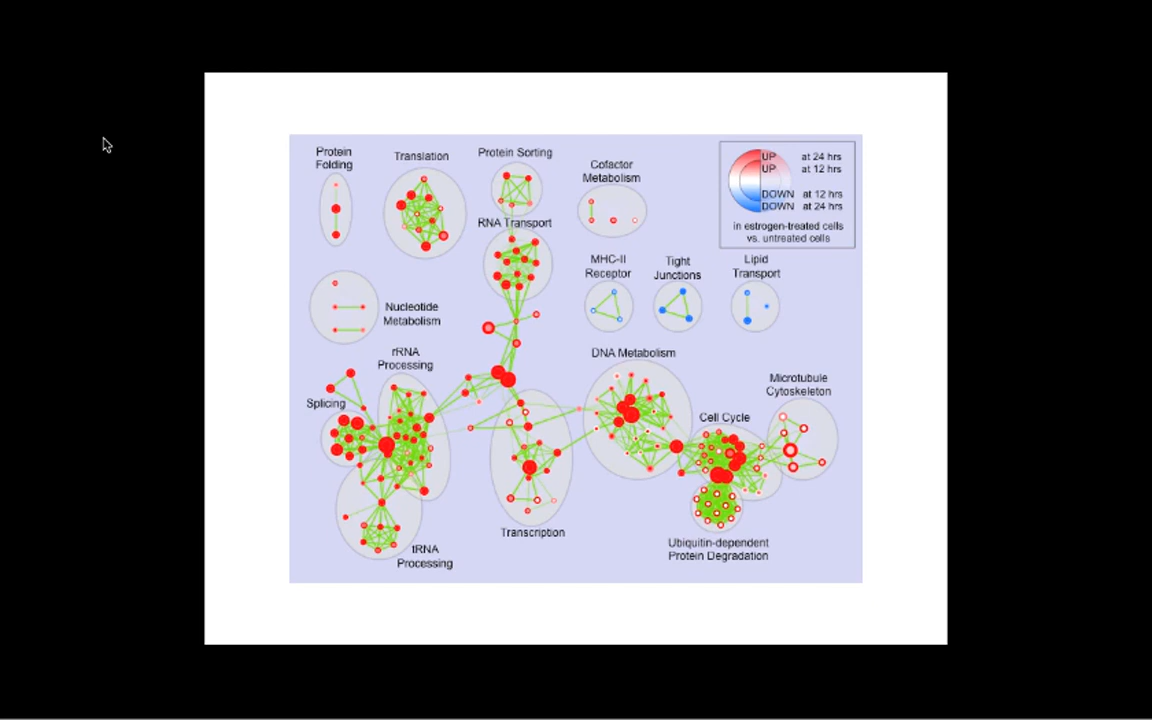 Protein
Folding
Translation
Protein Sorting
Cofactor
Metabolism
UP at 24 hrs
UP at 12 hrs
DOWN at 12 hrs
DOWN at 24 hrs
in estrogen-treated cells
vs. untreated cells
RNA Transport
MHC-II
Receptor
Tight
Junctions
Lipid
Transport
Nucleotide
Metabolism
rRNA
Processing
DNA Metabolism
Microtubule
Cytoskeleton
Splicing
Cell Cycle
Transcription
Ubiquitin-dependent
Protein Degradation
tRNA
Processing